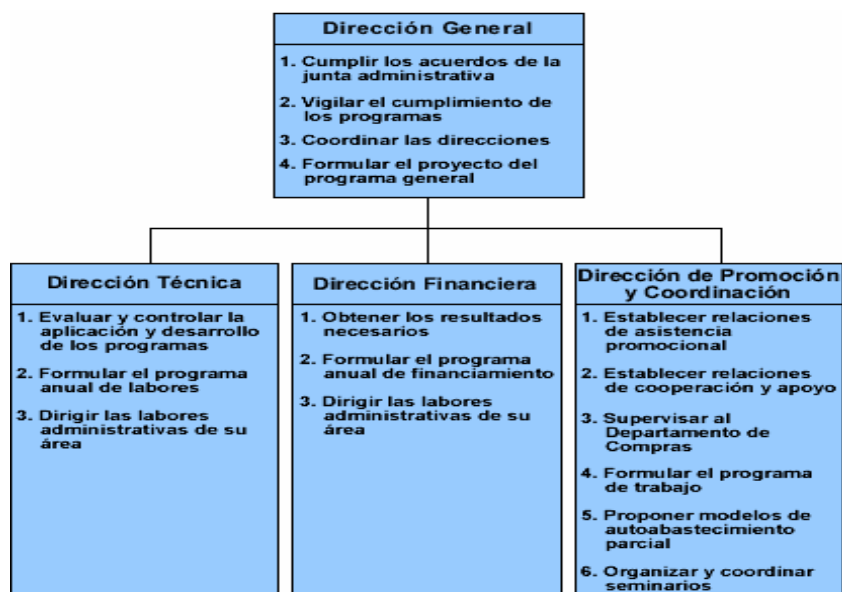 Dirección General
1. Cumplir los acuerdos de la
junta administrativa
2. Vigilar el cumplimiento de
los programas
3. Coordinar las direcciones
4. Formular el proyecto del
programa general
Dirección Técnica
1. Evaluar y controlar la
aplicación y desarrollo
de los programas
2. Formular el programa
anual de labores
3. Dirigir las labores
administrativas de su
área
Dirección Financiera
1. Obtener los resultados
necesarios
2. Formular el programa
anual de financiamiento
3. Dirigir las labores
administrativas de su
área
Dirección de Promoción
y Coordinación
1. Establecer relaciones
de asistencia
promocional
2. Establecer relaciones
de cooperación y apoyo
3. Supervisar al
Departamento de
Compras
4. Formular el programa
de trabajo
5. Proponer modelos de
autoabastecimiento
parcial
6. Organizar y coordinar
seminarios